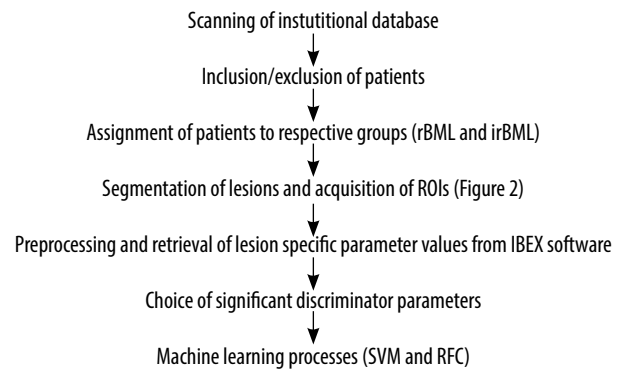 Scanning of instutitional database
Inclusion/exclusion of patients
Assignment of patients to respective groups (rBML and irBML)
Segmentation of lesions and acquisition of ROIs (Figure 2)
Preprocessing and retrieval of lesion specific parameter values from IBEX software
Choice of significant discriminator parameters
Machine learning processes (SVM and RFC)